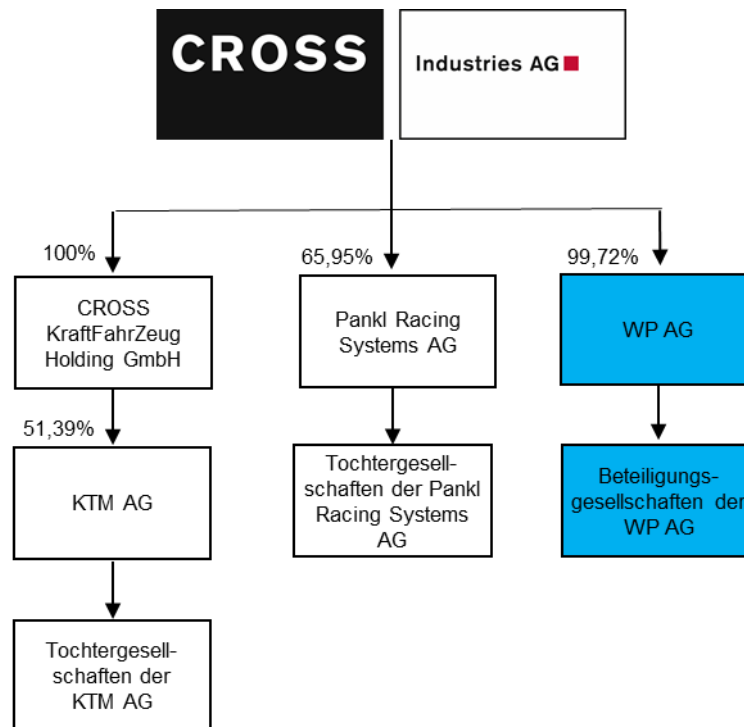 CROSS
Industries AG
100%
65,95%
99,72%
CROSS
KraftFahrZeug
Holding GmbH
Pankl Racing
Systems AG
WP AG
51,39%
KTM AG
Tochtergesell-
schaften der Pankl
Racing Systems
AG
Beteiligungs-
gesellschaften der
WP AG
Tochtergesell-
schaften der
KTM AG